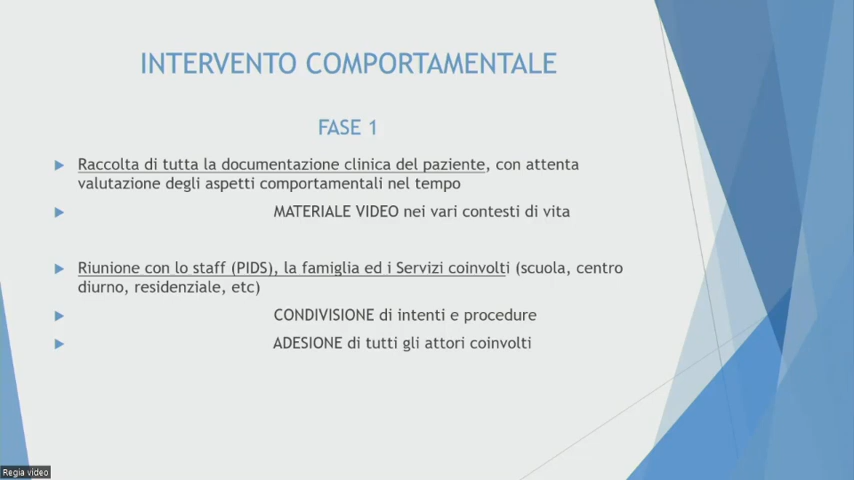 INTERVENTO COMPORTAMENTALE
FASE 1
Raccolta di tutta la documentazione clinica del paziente, con attenta
valutazione degli aspetti comportamentali nel tempo
MATERIALE VIDEO nei vari contesti di vita
Riunione con lo staff (PIDS), la famiglia ed i Servizi coinvolti (scuola, centro
diurno, residenziale, etc)
CONDIVISIONE di intenti e procedure
ADESIONE di tutti gli attori coinvolti
Regia video